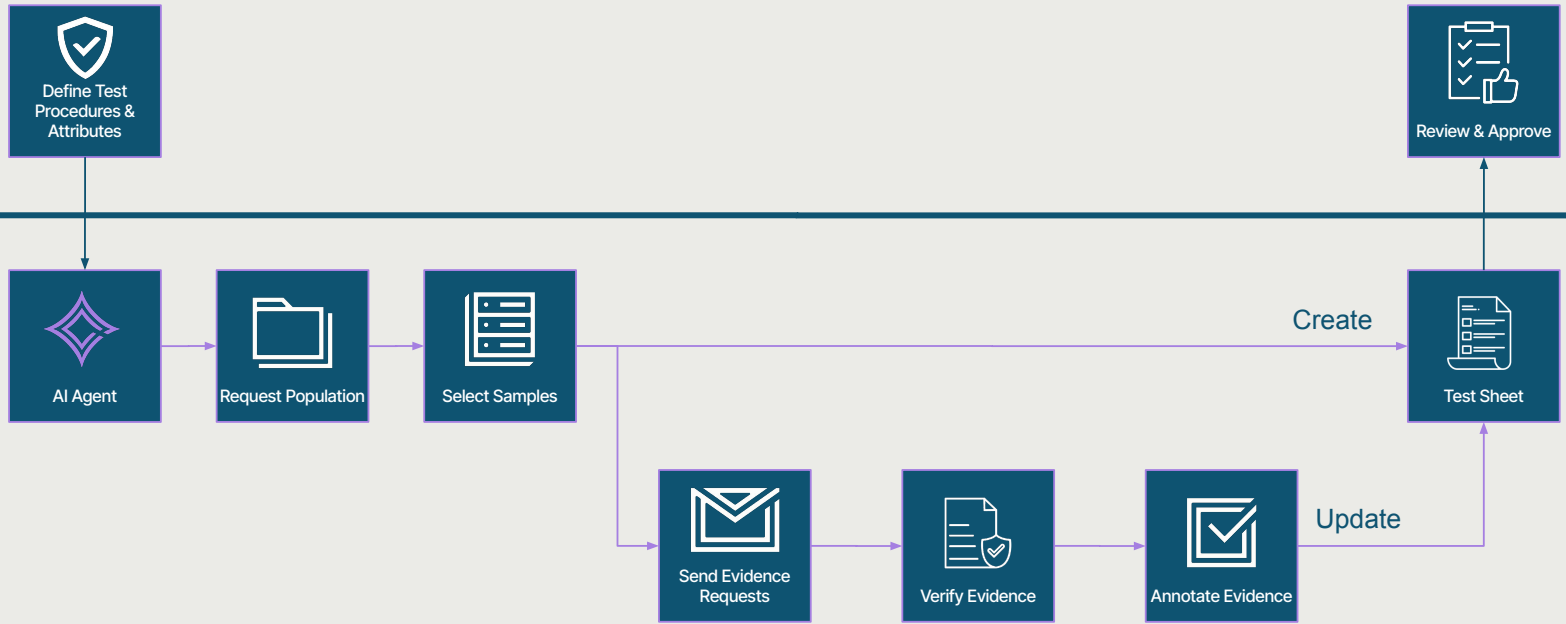 Define Test
Procedures &
Attributes
Review & Approve
AI Agent
Request Population
Select Samples
Create
Test Sheet
Send Evidence
Requests
Verify Evidence
Annotate Evidence
Update